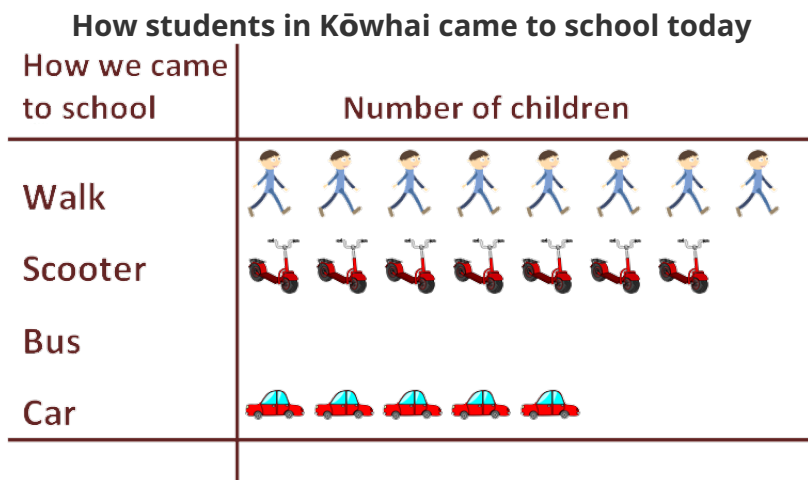 How students in Kōwhai came to school today
How we came
to school
Number of children
Walk
Scooter
Bus
Car